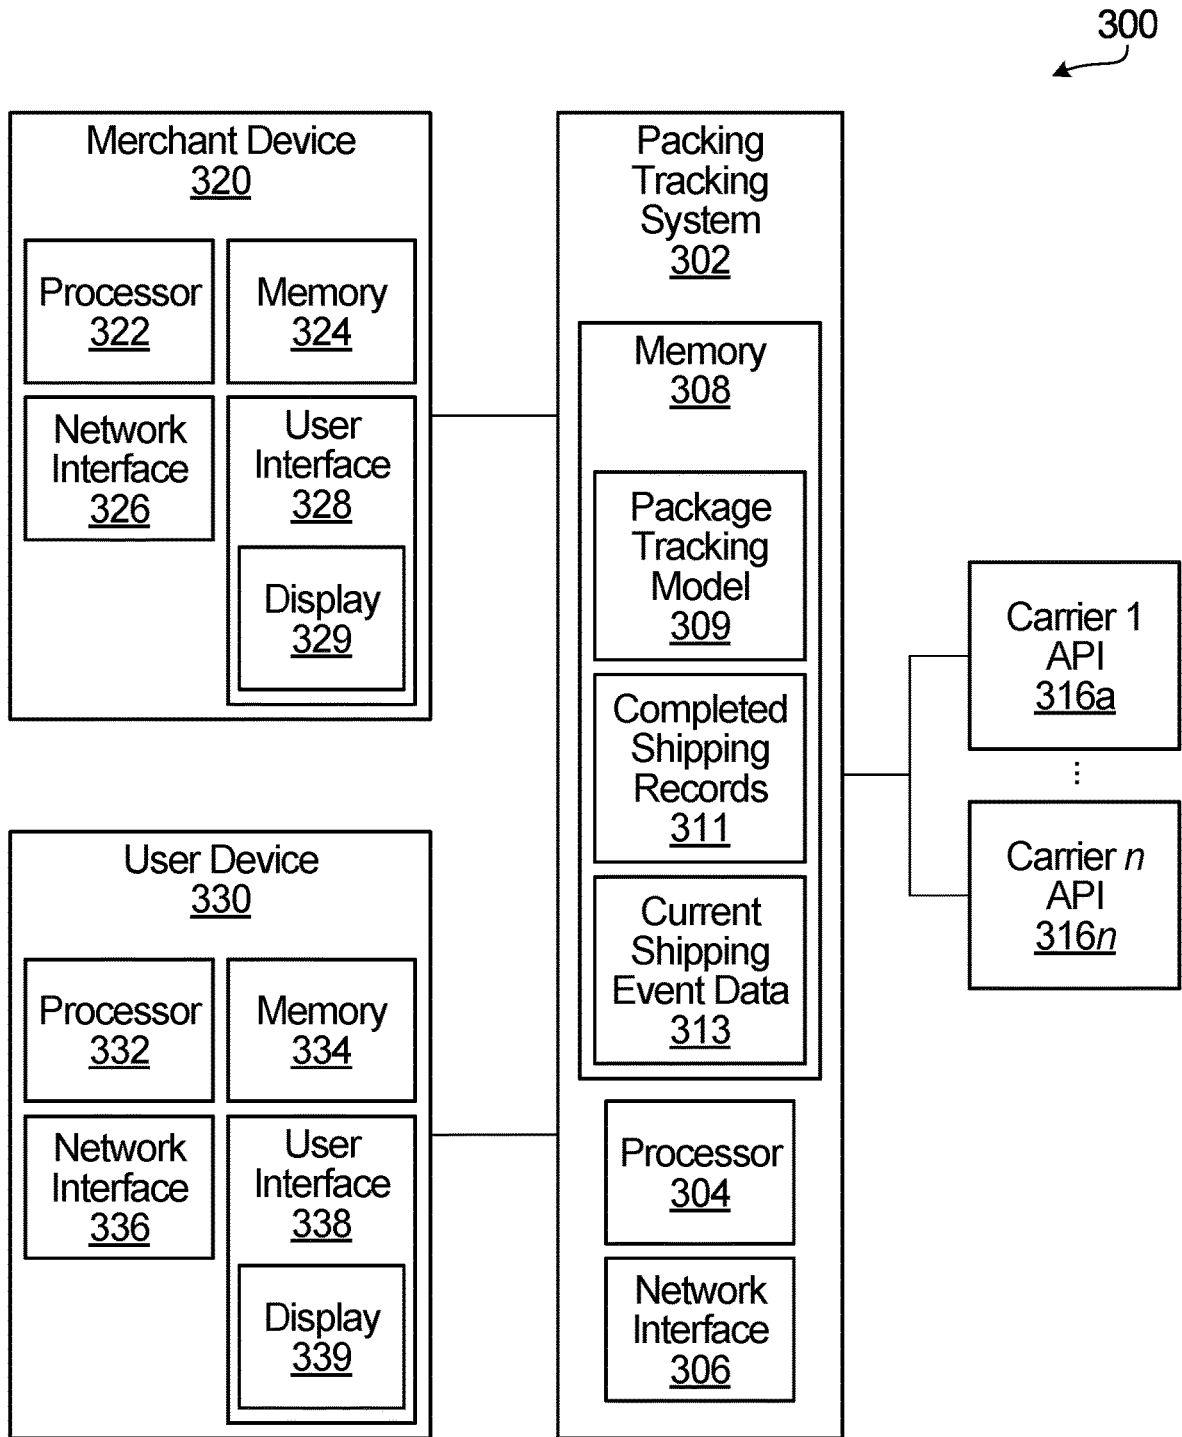 300
Merchant Device
320
Processor
322
Memory
324
Network
Interface
326
User
Interface
328
Display
329
User Device
330
Processor
332
Memory
334
Network
Interface
336
User
Interface
338
Display
339
Packing
Tracking
System
302
Memory
308
Package
Tracking
Model
309
Completed
Shipping
Records
311
Current
Shipping
Event Data
313
Processor
304
Network
Interface
306
Carrier 1
API
316a
...
Carrier n
API
316n